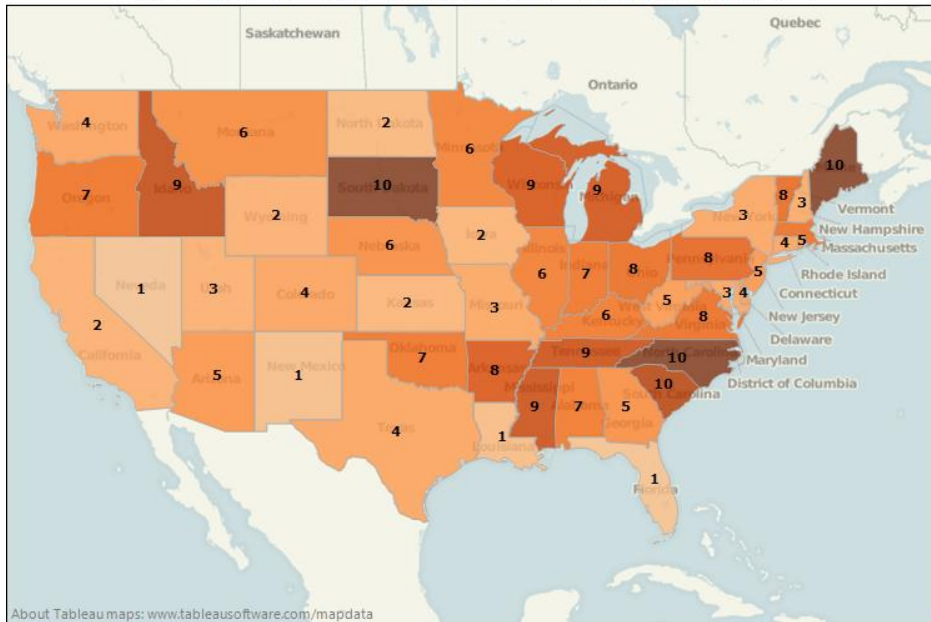 Quebec
Saskatchewan
Ontario
4
Washington
6
Montana
2
North Dakota
6
Minnesota
7
Oregon
9
Idaho
10
South Dakota
9
Wisconsin
9
Michigan
10
Maine
2
Wyoming
8
3
Vermont
3
New York
New Hampshire
4
5
Massachusetts
6
Nebraska
2
Iowa
Rhode Island
Connecticut
1
Nevada
3
Utah
4
Colorado
2
Kansas
3
Missouri
6
Illinois
7
Indiana
8
Ohio
8
Pennsylvania
5
New Jersey
3
4
Delaware
Maryland
District of Columbia
2
California
6
Kentucky
5
West Virginia
8
Virginia
5
Arizona
1
New Mexico
7
Oklahoma
8
Arkansas
9
Tennessee
10
North Carolina
10
South Carolina
4
Texas
1
Louisiana
9
Mississippi
7
Alabama
5
Georgia
1
Florida
About Tableau maps: www.tableausoftware.com/mapdata